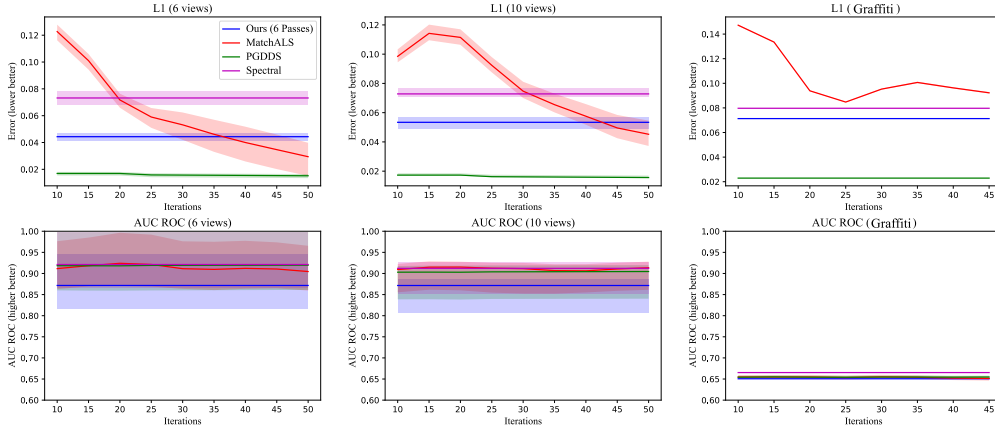 L1 (6 views)
Error (lower better)
0.12
0.10
0.08
0.06
0.04
0.02
10 15 20 25 30 35 40 45 50
Iterations
Ours (6 Passes)
MatchALS
PGDDS
Spectral
L1 (10 views)
Error (lower better)
0.12
0.10
0.08
0.06
0.04
0.02
10 15 20 25 30 35 40 45 50
Iterations
L1 (Graffiti)
Error (lower better)
0.14
0.12
0.10
0.08
0.06
0.04
0.02
10 15 20 25 30 35 40 45
Iterations
AUC ROC (6 views)
AUC ROC (higher better)
1.00
0.95
0.90
0.85
0.80
0.75
0.70
0.65
0.60
10 15 20 25 30 35 40 45 50
Iterations
AUC ROC (10 views)
AUC ROC (higher better)
1.00
0.95
0.90
0.85
0.80
0.75
0.70
0.65
0.60
10 15 20 25 30 35 40 45 50
Iterations
AUC ROC (Graffiti)
AUC ROC (higher better)
1.00
0.95
0.90
0.85
0.80
0.75
0.70
0.65
0.60
10 15 20 25 30 35 40 45
Iterations